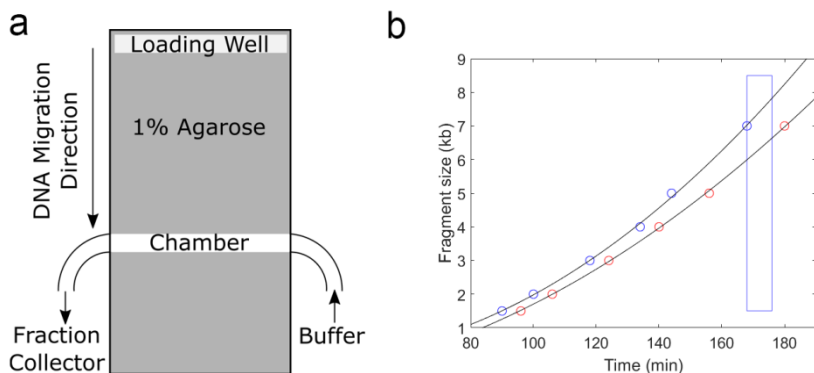 a
Loading Well
DNA Migration
Direction
1% Agarose
Chamber
Fraction
Collector
Buffer
b
9
8
7
6
5
4
3
2
1
Fragment size (kb)
80 100 120 140 160 180
Time (min)